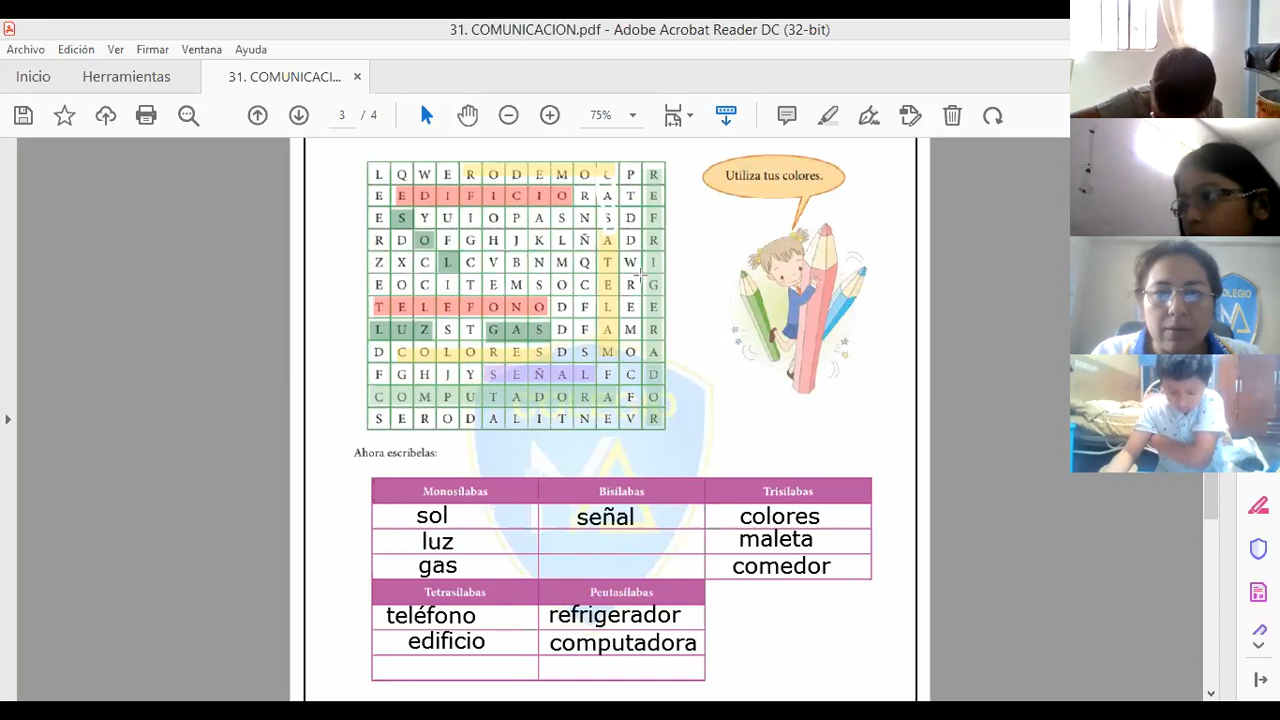 31. COMUNICACION.pdf - Adobe Acrobat Reader DC (32-bit)
Archivo Edición Ver Firmar Ventana Ayuda
Inicio Herramientas 31. COMUNICACI... ×
3 / 4 75%
L Q W E R O D E M O C P R
E E D I F I C I O R A T E
E S Y U I O P A S N S D F
R D O F G H J K L Ñ A D R
Z X C L C V B N M Q T W I
E O C I T E M S O C E R G
T E L E F O N O D F L E E
L U Z S T G A S D F A M R
D C O L O R E S D S M O A
F G H J Y S E Ñ A L F C D
C O M P U T A D O R A F O
S E R O D A L I T N E V R
Utiliza tus colores.
Ahora escribelas:
Monosílabas Bisílabas Trisílabas
sol señal colores
luz maleta
gas comedor
Tetrasílabas Pentasílabas
teléfono refrigerador
edificio computadora
COLEGIO